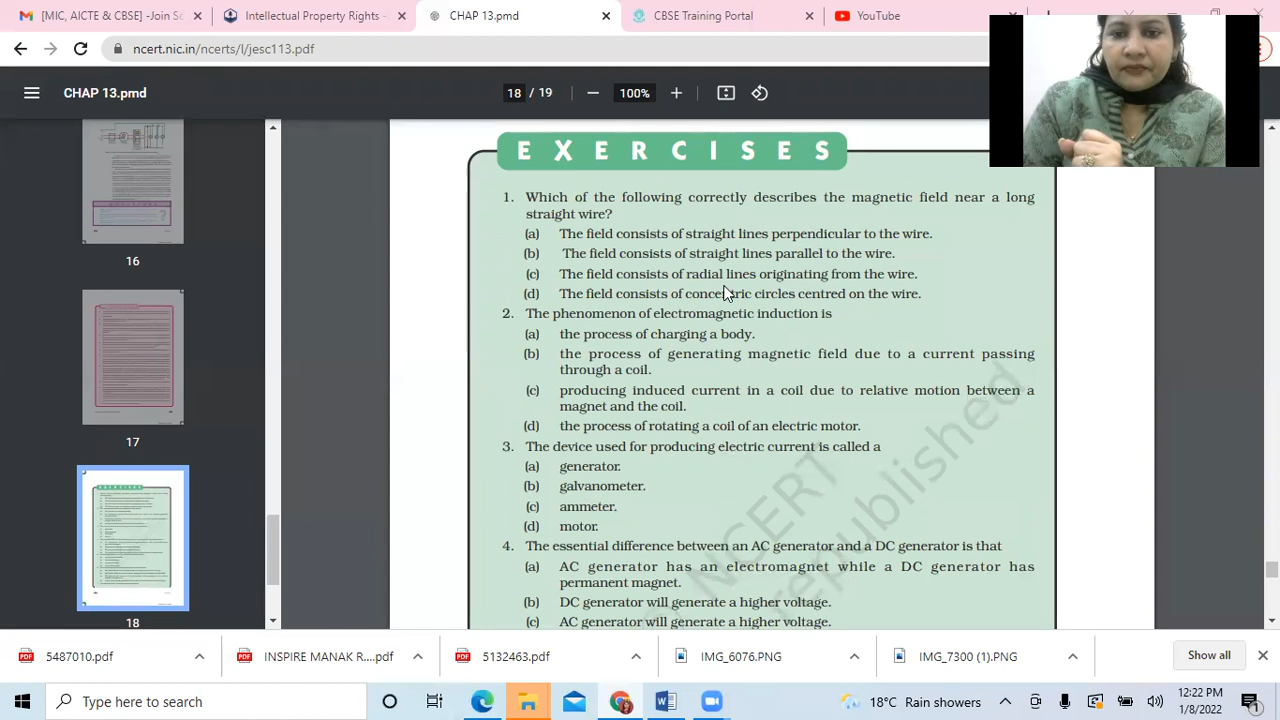 [MIC, AICTE & CBSE] - Join S
Intellectual Property Rights -
CHAP 13.pmd
CBSE Training Portal
YouTube
ncert.nic.in/ncerts/l/jesc113.pdf
CHAP 13.pmd
18 / 19
100%
16
17
18
EXERCISES
1. Which of the following correctly describes the magnetic field near a long
straight wire?
(a) The field consists of straight lines perpendicular to the wire.
(b) The field consists of straight lines parallel to the wire.
(c) The field consists of radial lines originating from the wire.
(d) The field consists of concentric circles centred on the wire.
2. The phenomenon of electromagnetic induction is
(a) the process of charging a body.
(b) the process of generating magnetic field due to a current passing
through a coil.
(c) producing induced current in a coil due to relative motion between a
magnet and the coil.
(d) the process of rotating a coil of an electric motor.
3. The device used for producing electric current is called a
(a) generator.
(b) galvanometer.
(c) ammeter.
(d) motor.
4. The essential difference between an AC generator and a DC generator is that
(a) AC generator has an electromagnet while a DC generator has
permanent magnet.
(b) DC generator will generate a higher voltage.
(c) AC generator will generate a higher voltage.
NCERT
republished
5487010.pdf
INSPIRE MANAK R....pdf
5132463.pdf
IMG_6076.PNG
IMG_7300 (1).PNG
Show all
Type here to search
18°C Rain showers
12:22 PM
1/8/2022